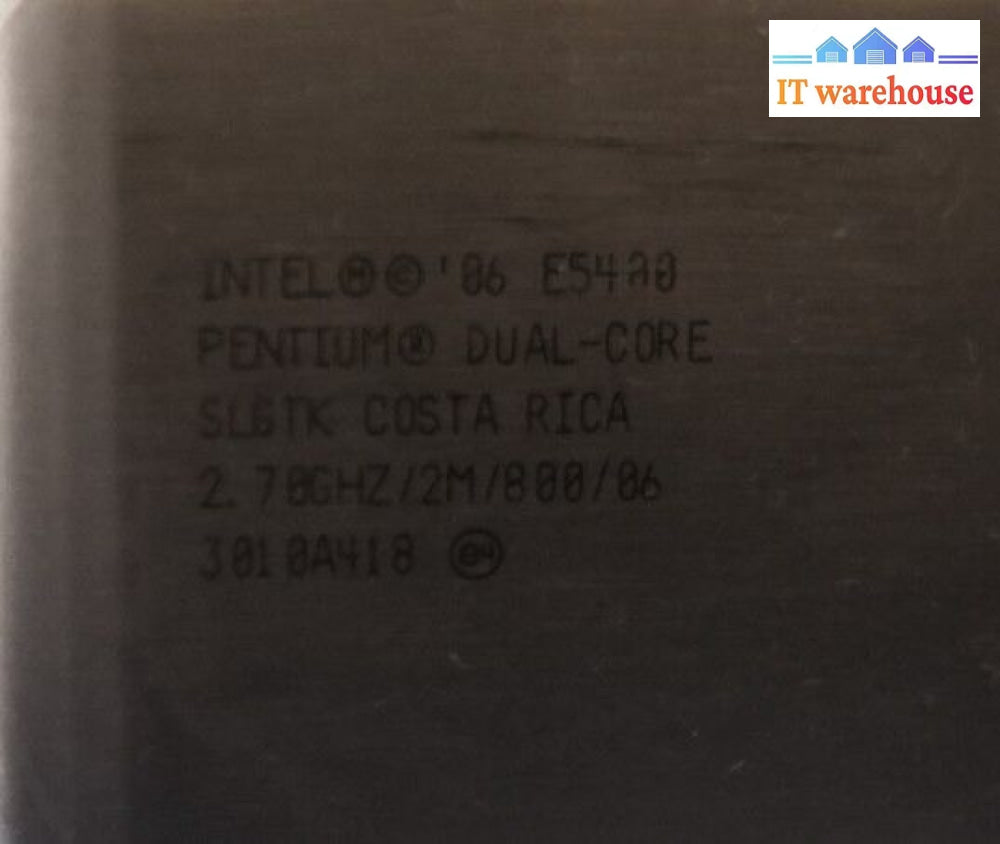 IT warehouse
INTEL®©'06 E5400
PENTIUM® DUAL-CORE
SLGTK COSTA RICA
2.70GHZ/2M/800/06
3010A418 e4